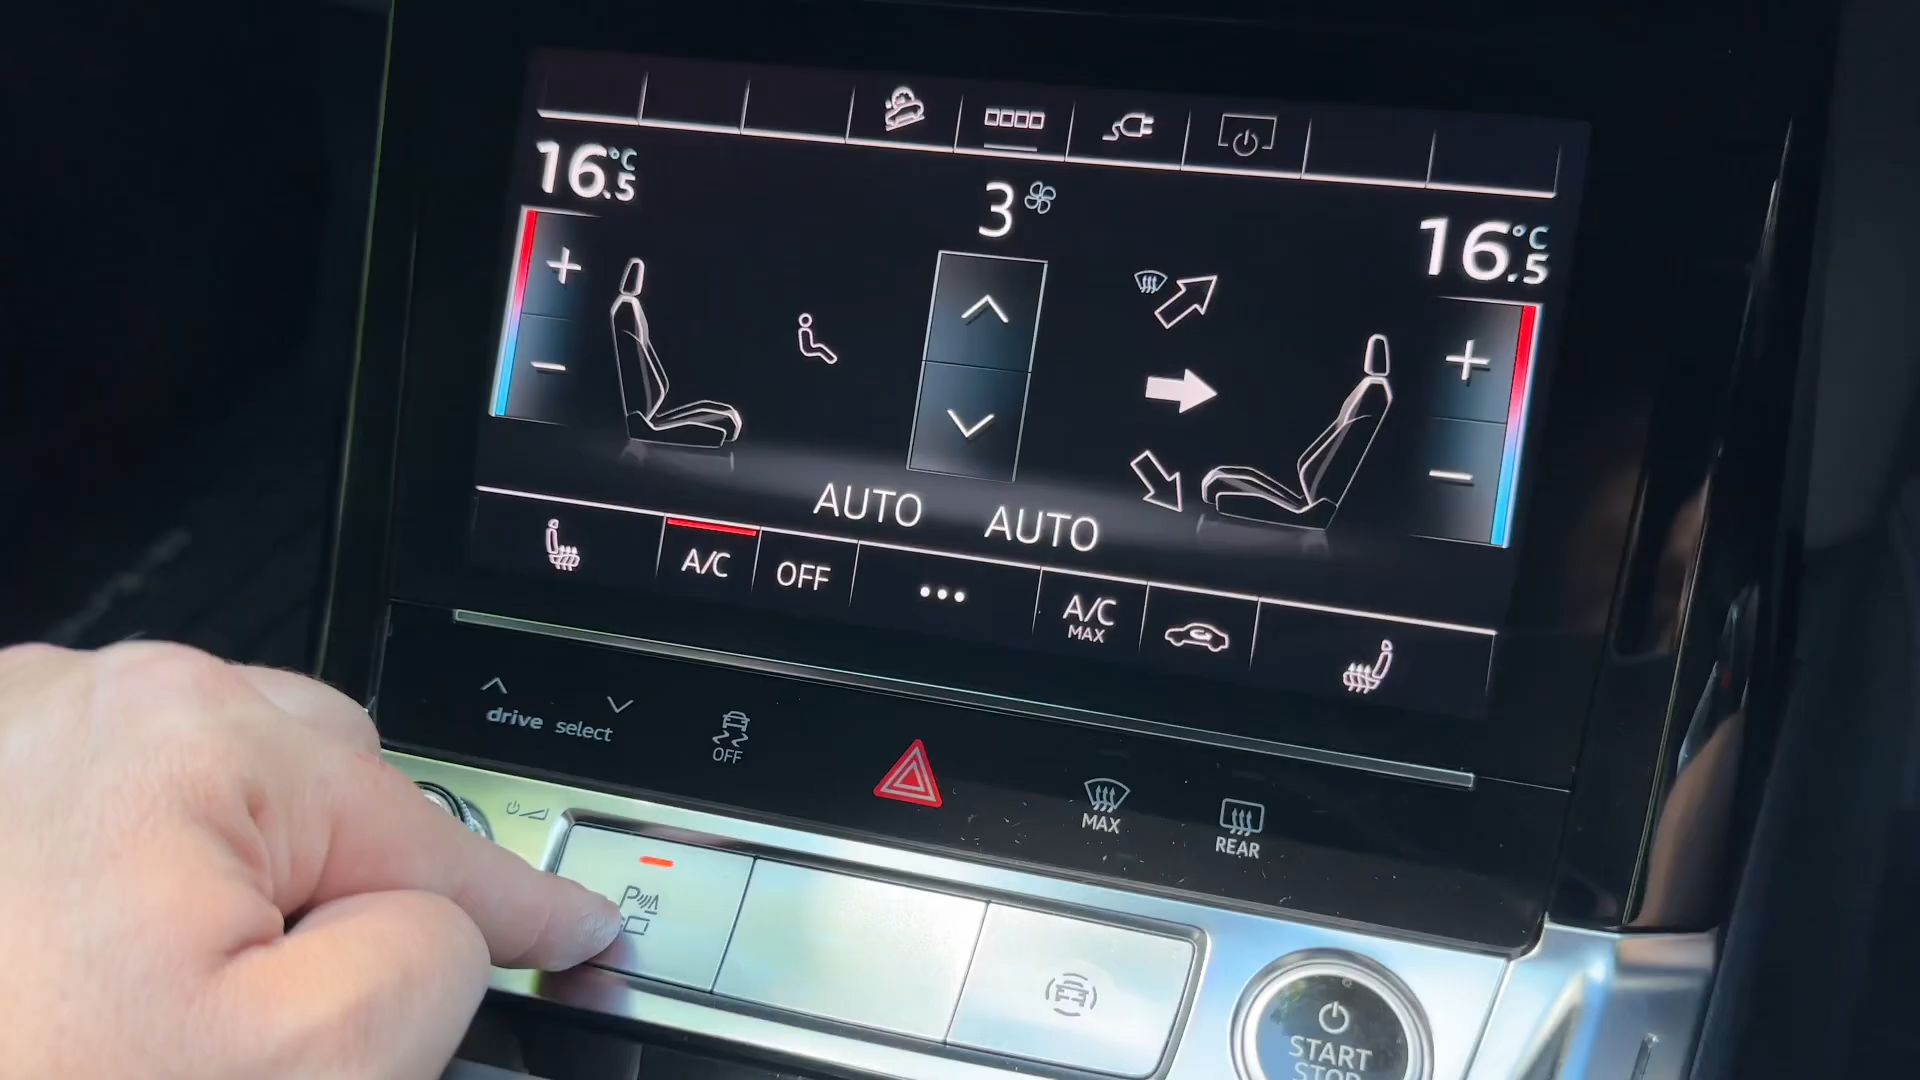 16.5 °C
3
16.5 °C
AUTO AUTO
A/C OFF ... A/C MAX
drive select
OFF
MAX
REAR
P
START
STOP